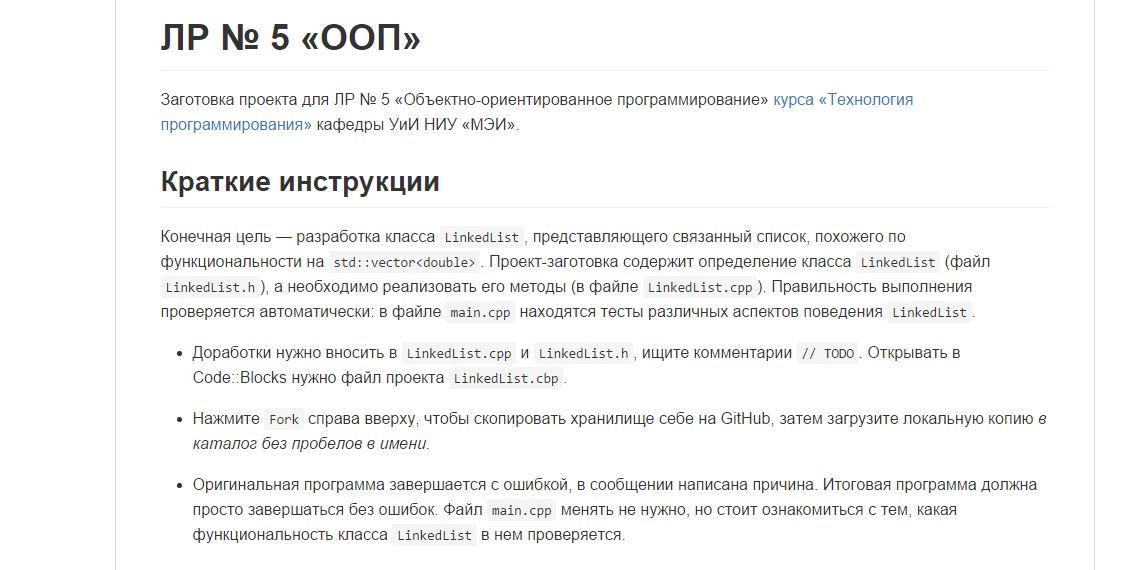 ЛР № 5 «ООП»
Заготовка проекта для ЛР № 5 «Объектно-ориентированное программирование» курса «Технология
программирования» кафедры УиИ НИУ «МЭИ».
Краткие инструкции
Конечная цель — разработка класса LinkedList, представляющего связанный список, похожего по
функциональности на std::vector<double>. Проект-заготовка содержит определение класса LinkedList (файл
LinkedList.h), а необходимо реализовать его методы (в файле LinkedList.cpp). Правильность выполнения
проверяется автоматически: в файле main.cpp находятся тесты различных аспектов поведения LinkedList.
• Доработки нужно вносить в LinkedList.cpp и LinkedList.h, ищите комментарии // TODO. Открывать в
Code::Blocks нужно файл проекта LinkedList.cbp.
• Нажмите Fork справа вверху, чтобы скопировать хранилище себе на GitHub, затем загрузите локальную копию в
каталог без пробелов в имени.
• Оригинальная программа завершается с ошибкой, в сообщении написана причина. Итоговая программа должна
просто завершаться без ошибок. Файл main.cpp менять не нужно, но стоит ознакомиться с тем, какая
функциональность класса LinkedList в нем проверяется.